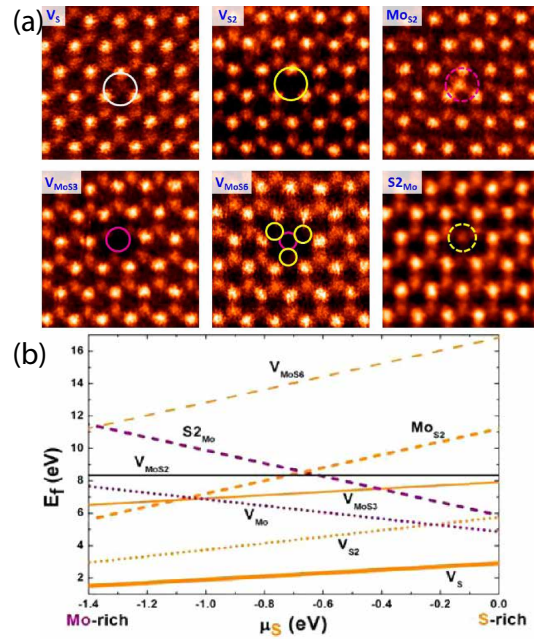 (a)
V_S
V_S2
Mo_S2
V_MoS3
V_MoS6
S2_Mo
(b)
16
14
12
10
8
6
4
2
E_f (eV)
V_MoS6
S2_Mo
Mo_S2
V_MoS2
V_MoS3
V_Mo
V_S2
V_S
-1.4 -1.2 -1.0 -0.8 -0.6 -0.4 -0.2 0.0
Mo-rich μ_S (eV) S-rich